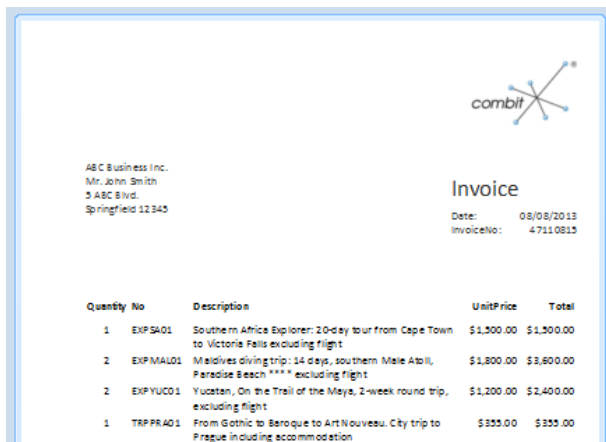 combit
ABC Business Inc.
Mr. John Smith
5 ABC Blvd.
Springfield 12345
Invoice
Date: 08/08/2013
InvoiceNo: 47110815
Quantity No Description UnitPrice Total
1 EXPSA01 Southern Africa Explorer: 20-day tour from Cape Town $1,500.00 $1,500.00
to Victoria Falls excluding flight
2 EXPMAL01 Maldives diving trip: 14 days, southern Male Atoll, $1,800.00 $3,600.00
Paradise Beach **** excluding flight
2 EXPYUC01 Yucatan, On the Trail of the Maya, 2-week round trip, $1,200.00 $2,400.00
excluding flight
1 TRPPRA01 From Gothic to Baroque to Art Nouveau. City trip to $355.00 $355.00
Prague including accommodation